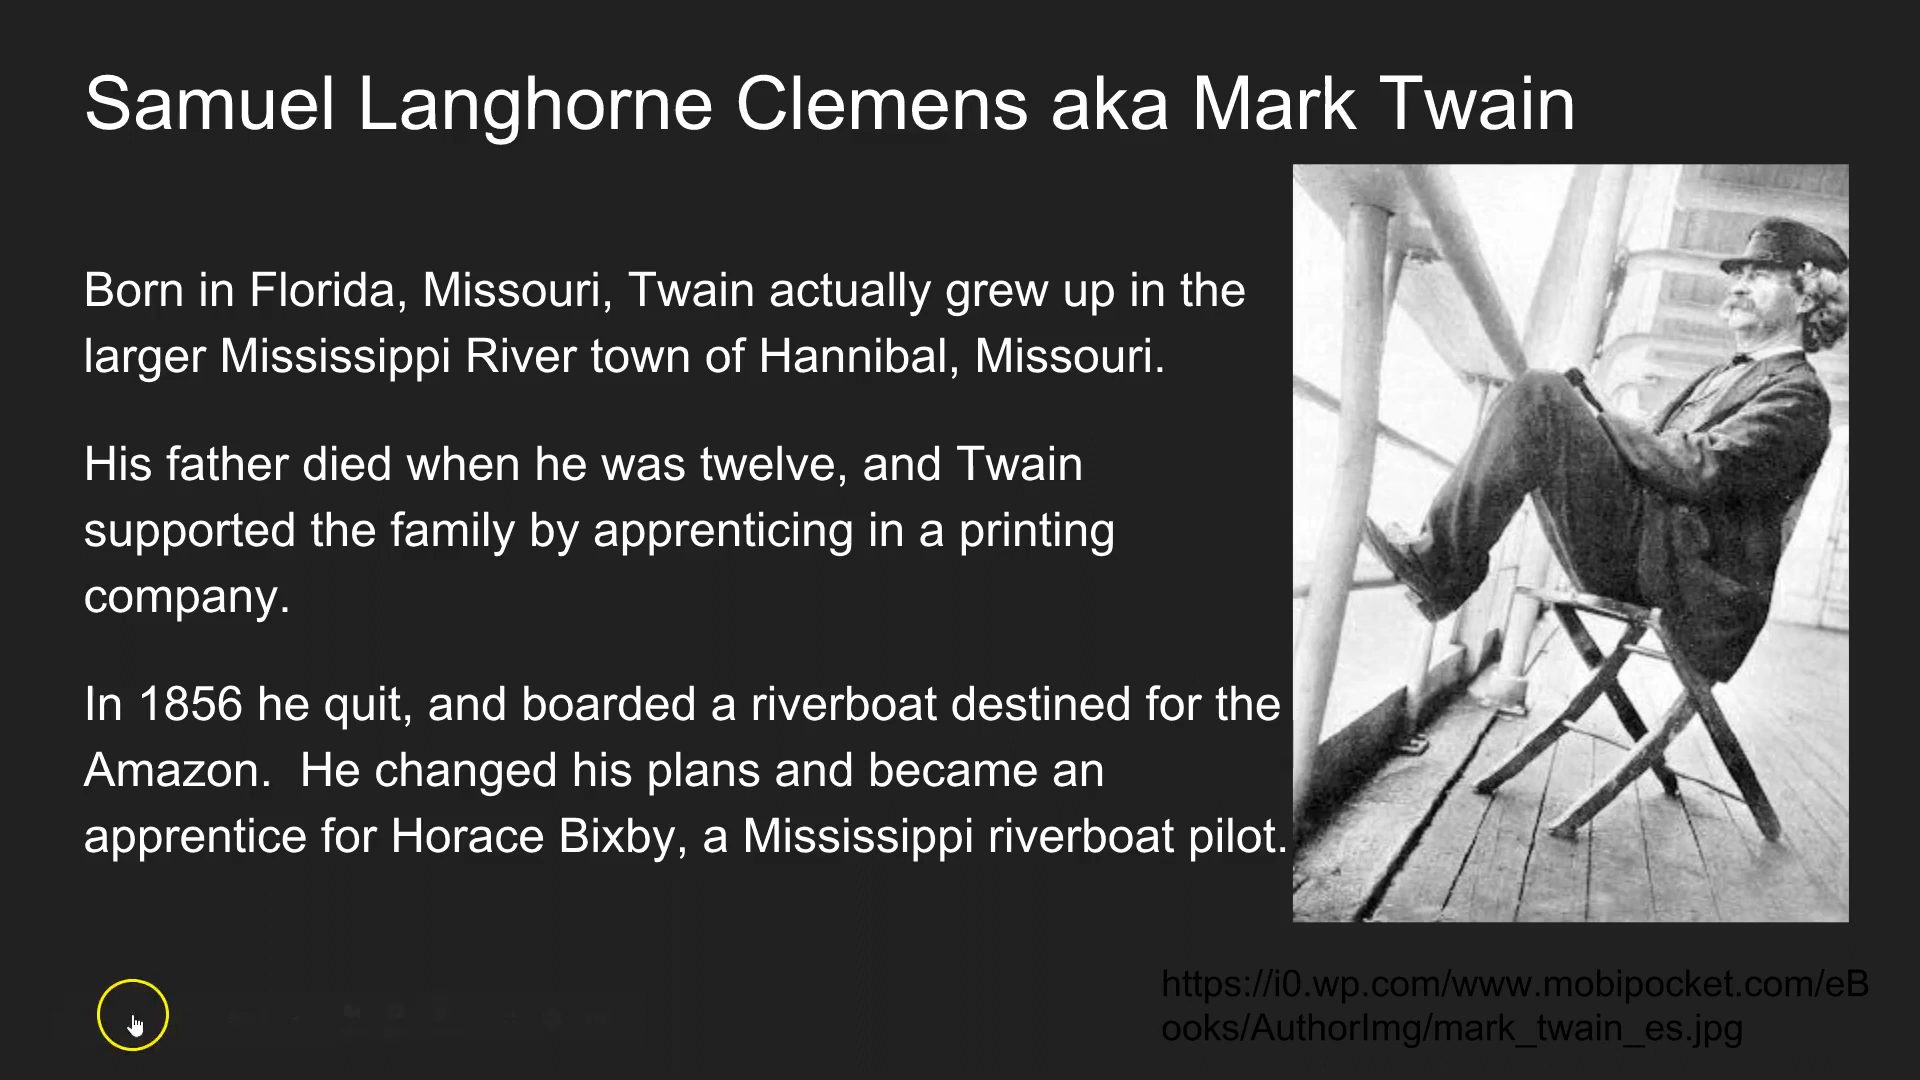 Samuel Langhorne Clemens aka Mark Twain
Born in Florida, Missouri, Twain actually grew up in the
larger Mississippi River town of Hannibal, Missouri.
His father died when he was twelve, and Twain
supported the family by apprenticing in a printing
company.
In 1856 he quit, and boarded a riverboat destined for the
Amazon.  He changed his plans and became an
apprentice for Horace Bixby, a Mississippi riverboat pilot.
https://i0.wp.com/www.mobipocket.com/eB
ooks/AuthorImg/mark_twain_es.jpg